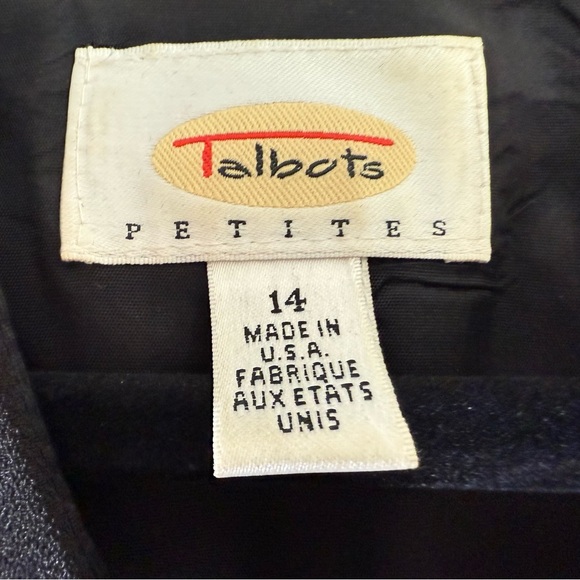 Talbots
PETITES
14
MADE IN
U.S.A.
FABRIQUE
AUX ETATS
UNIS